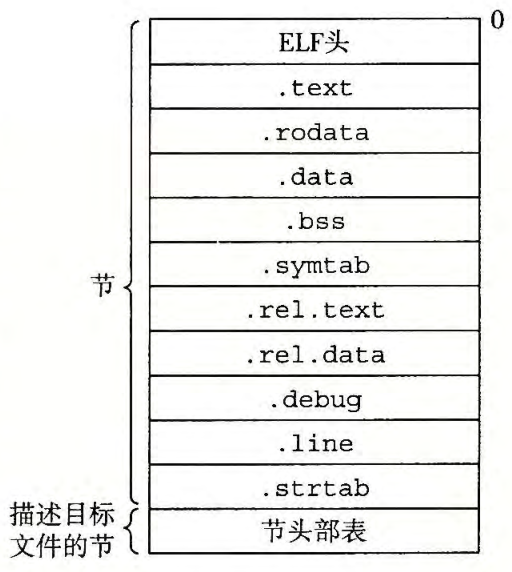 0
ELF头
.text
.rodata
.data
.bss
.symtab
节
.rel.text
.rel.data
.debug
.line
.strtab
描述目标
文件的节
节头部表